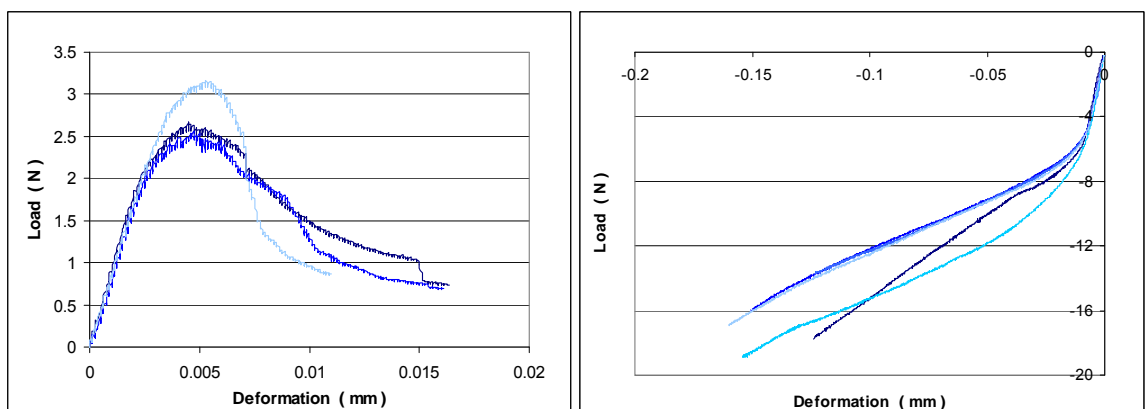 3.5
3
2.5
2
1.5
1
0.5
0
0 0.005 0.01 0.015 0.02
Load ( N )
Deformation ( mm )
0
-0.2 -0.15 -0.1 -0.05 0
-4
-8
-12
-16
-20
Load ( N )
Deformation ( mm )